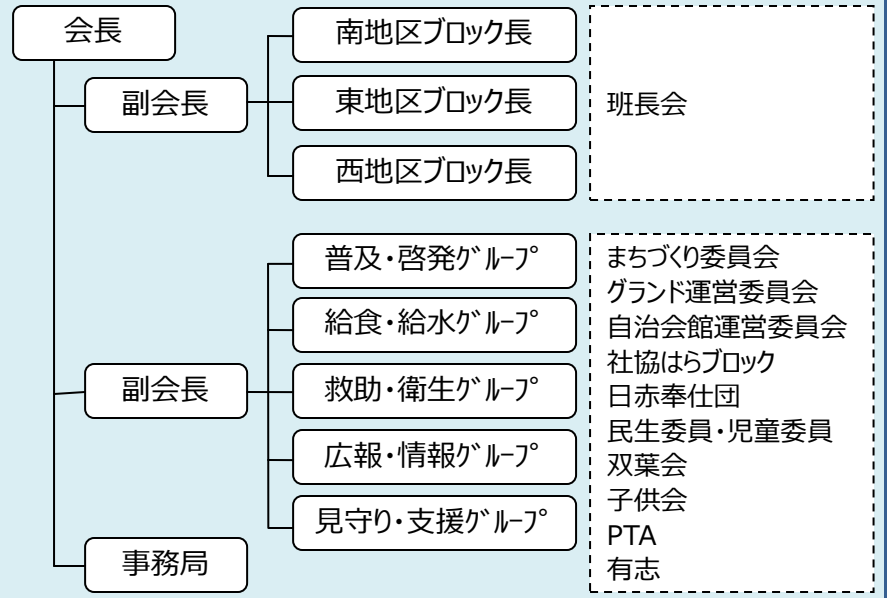 会長
副会長
南地区ブロック長
東地区ブロック長
西地区ブロック長
班長会
副会長
普及・啓発ｸﾞﾙｰﾌﾟ
給食・給水ｸﾞﾙｰﾌﾟ
救助・衛生ｸﾞﾙｰﾌﾟ
広報・情報ｸﾞﾙｰﾌﾟ
見守り・支援ｸﾞﾙｰﾌﾟ
まちづくり委員会
グランド運営委員会
自治会館運営委員会
社協はらブロック
日赤奉仕団
民生委員・児童委員
双葉会
子供会
PTA
有志
事務局